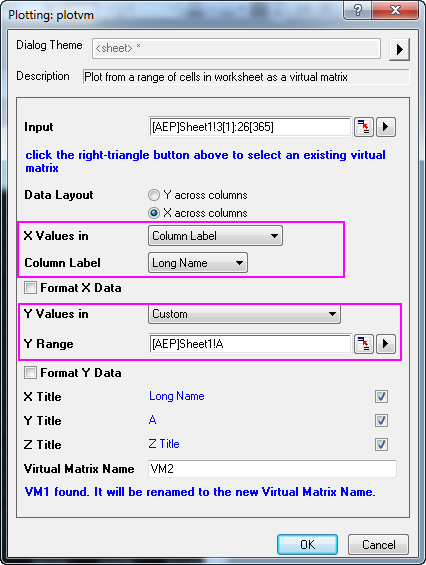 Plotting: plotvm
Dialog Theme <sheet> *
Description Plot from a range of cells in worksheet as a virtual matrix
Input [AEP]Sheet1!3[1]:26[365]
click the right-triangle button above to select an existing virtual
matrix
Data Layout Y across columns
X across columns
X Values in Column Label
Column Label Long Name
Format X Data
Y Values in Custom
Y Range [AEP]Sheet1!A
Format Y Data
X Title Long Name
Y Title A
Z Title Z Title
Virtual Matrix Name VM2
VM1 found. It will be renamed to the new Virtual Matrix Name.
OK Cancel